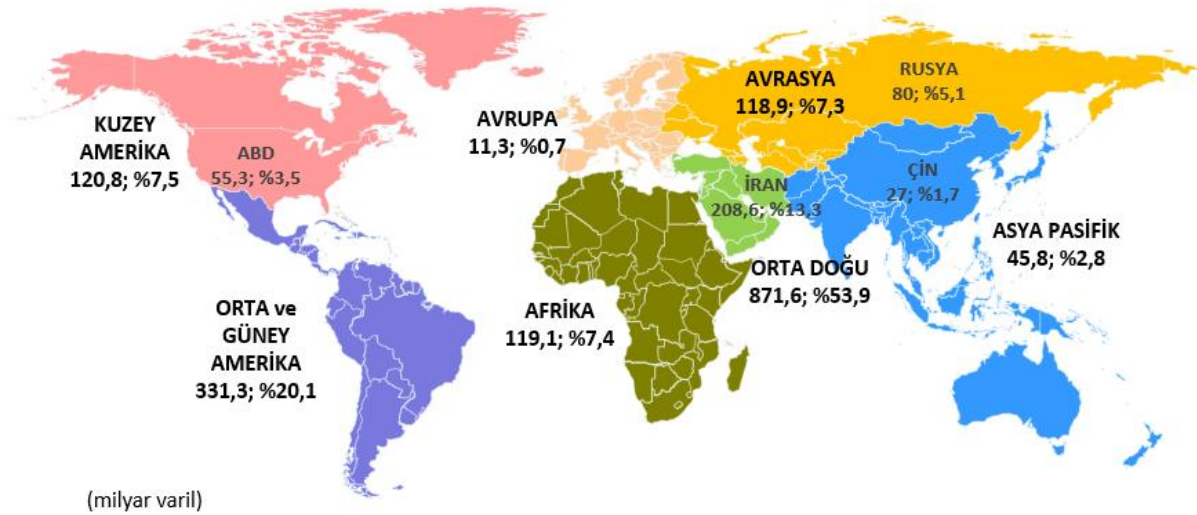 KUZEY
AMERİKA
120,8; %7,5
ABD
55,3; %3,5
AVRUPA
11,3; %0,7
AVRASYA
118,9; %7,3
RUSYA
80; %5,1
İRAN
208,6; %13,3
ÇİN
27; %1,7
ASYA PASİFİK
45,8; %2,8
ORTA DOĞU
871,6; %53,9
AFRİKA
119,1; %7,4
ORTA ve
GÜNEY
AMERİKA
331,3; %20,1
(milyar varil)